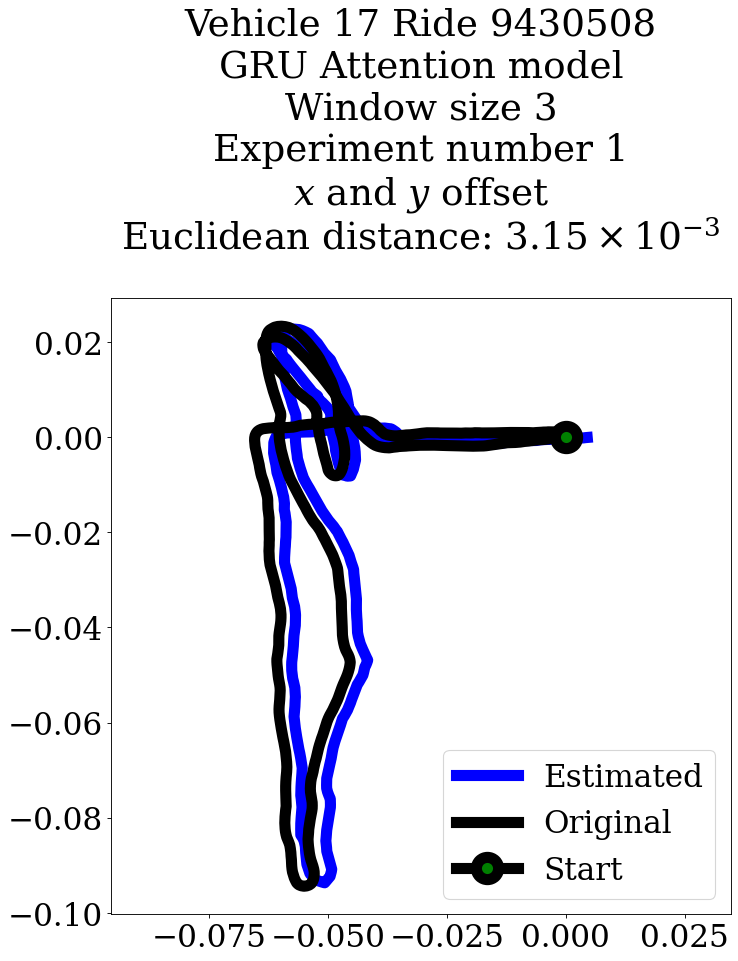 Vehicle 17 Ride 9430508
GRU Attention model
Window size 3
Experiment number 1
x and y offset
Euclidean distance: 3.15 × 10⁻³
0.02
0.00
−0.02
−0.04
−0.06
−0.08
−0.10
Estimated
Original
Start
−0.075 −0.050 −0.025 0.000 0.025